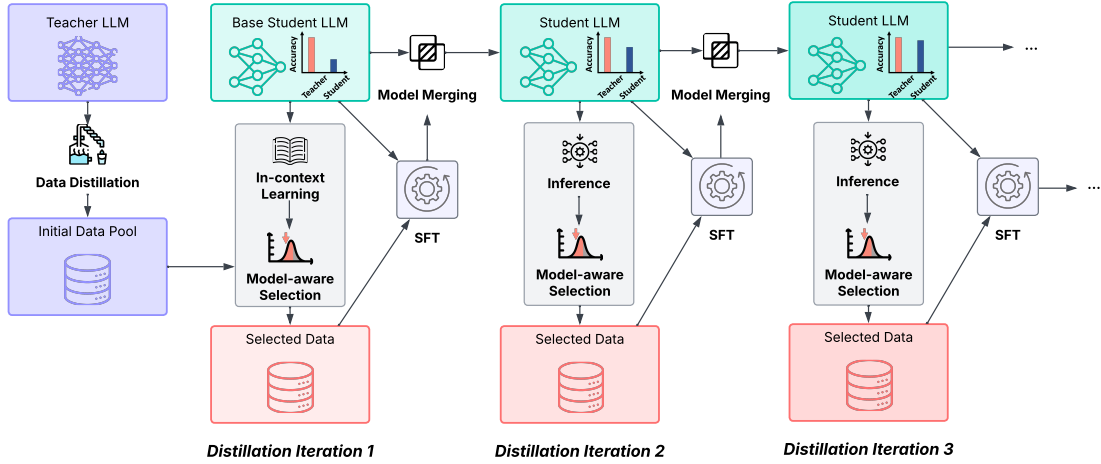 Teacher LLM
Data Distillation
Initial Data Pool
Base Student LLM
Accuracy
Teacher
Student
Model Merging
In-context
Learning
Model-aware
Selection
SFT
Selected Data
Distillation Iteration 1
Student LLM
Accuracy
Teacher
Student
Model Merging
Inference
Model-aware
Selection
SFT
Selected Data
Distillation Iteration 2
Student LLM
Accuracy
Teacher
Student
...
Inference
Model-aware
Selection
SFT
...
Selected Data
Distillation Iteration 3